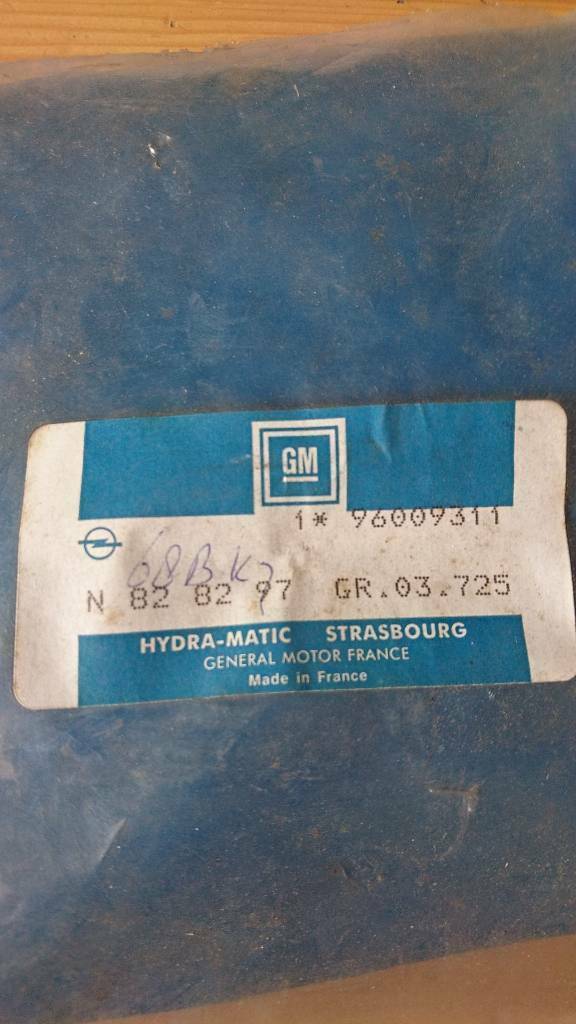 GM
1* 96009311
N 82 82 97 GR.03.725
HYDRA-MATIC STRASBOURG
GENERAL MOTOR FRANCE
Made in France